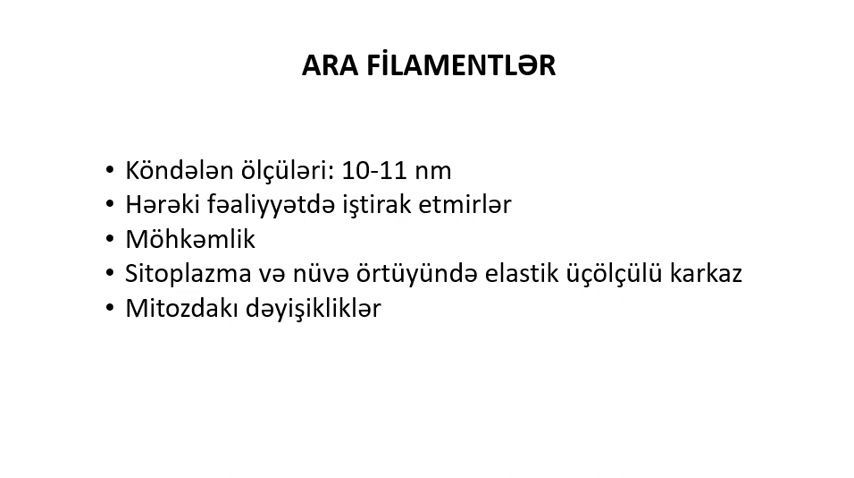 ARA FİLAMENTLƏR
• Köndələn ölçüləri: 10-11 nm
• Hərəki fəaliyyətdə iştirak etmirlər
• Möhkəmlik
• Sitoplazma və nüvə örtüyündə elastik üçölçülü karkaz
• Mitozdakı dəyişikliklər